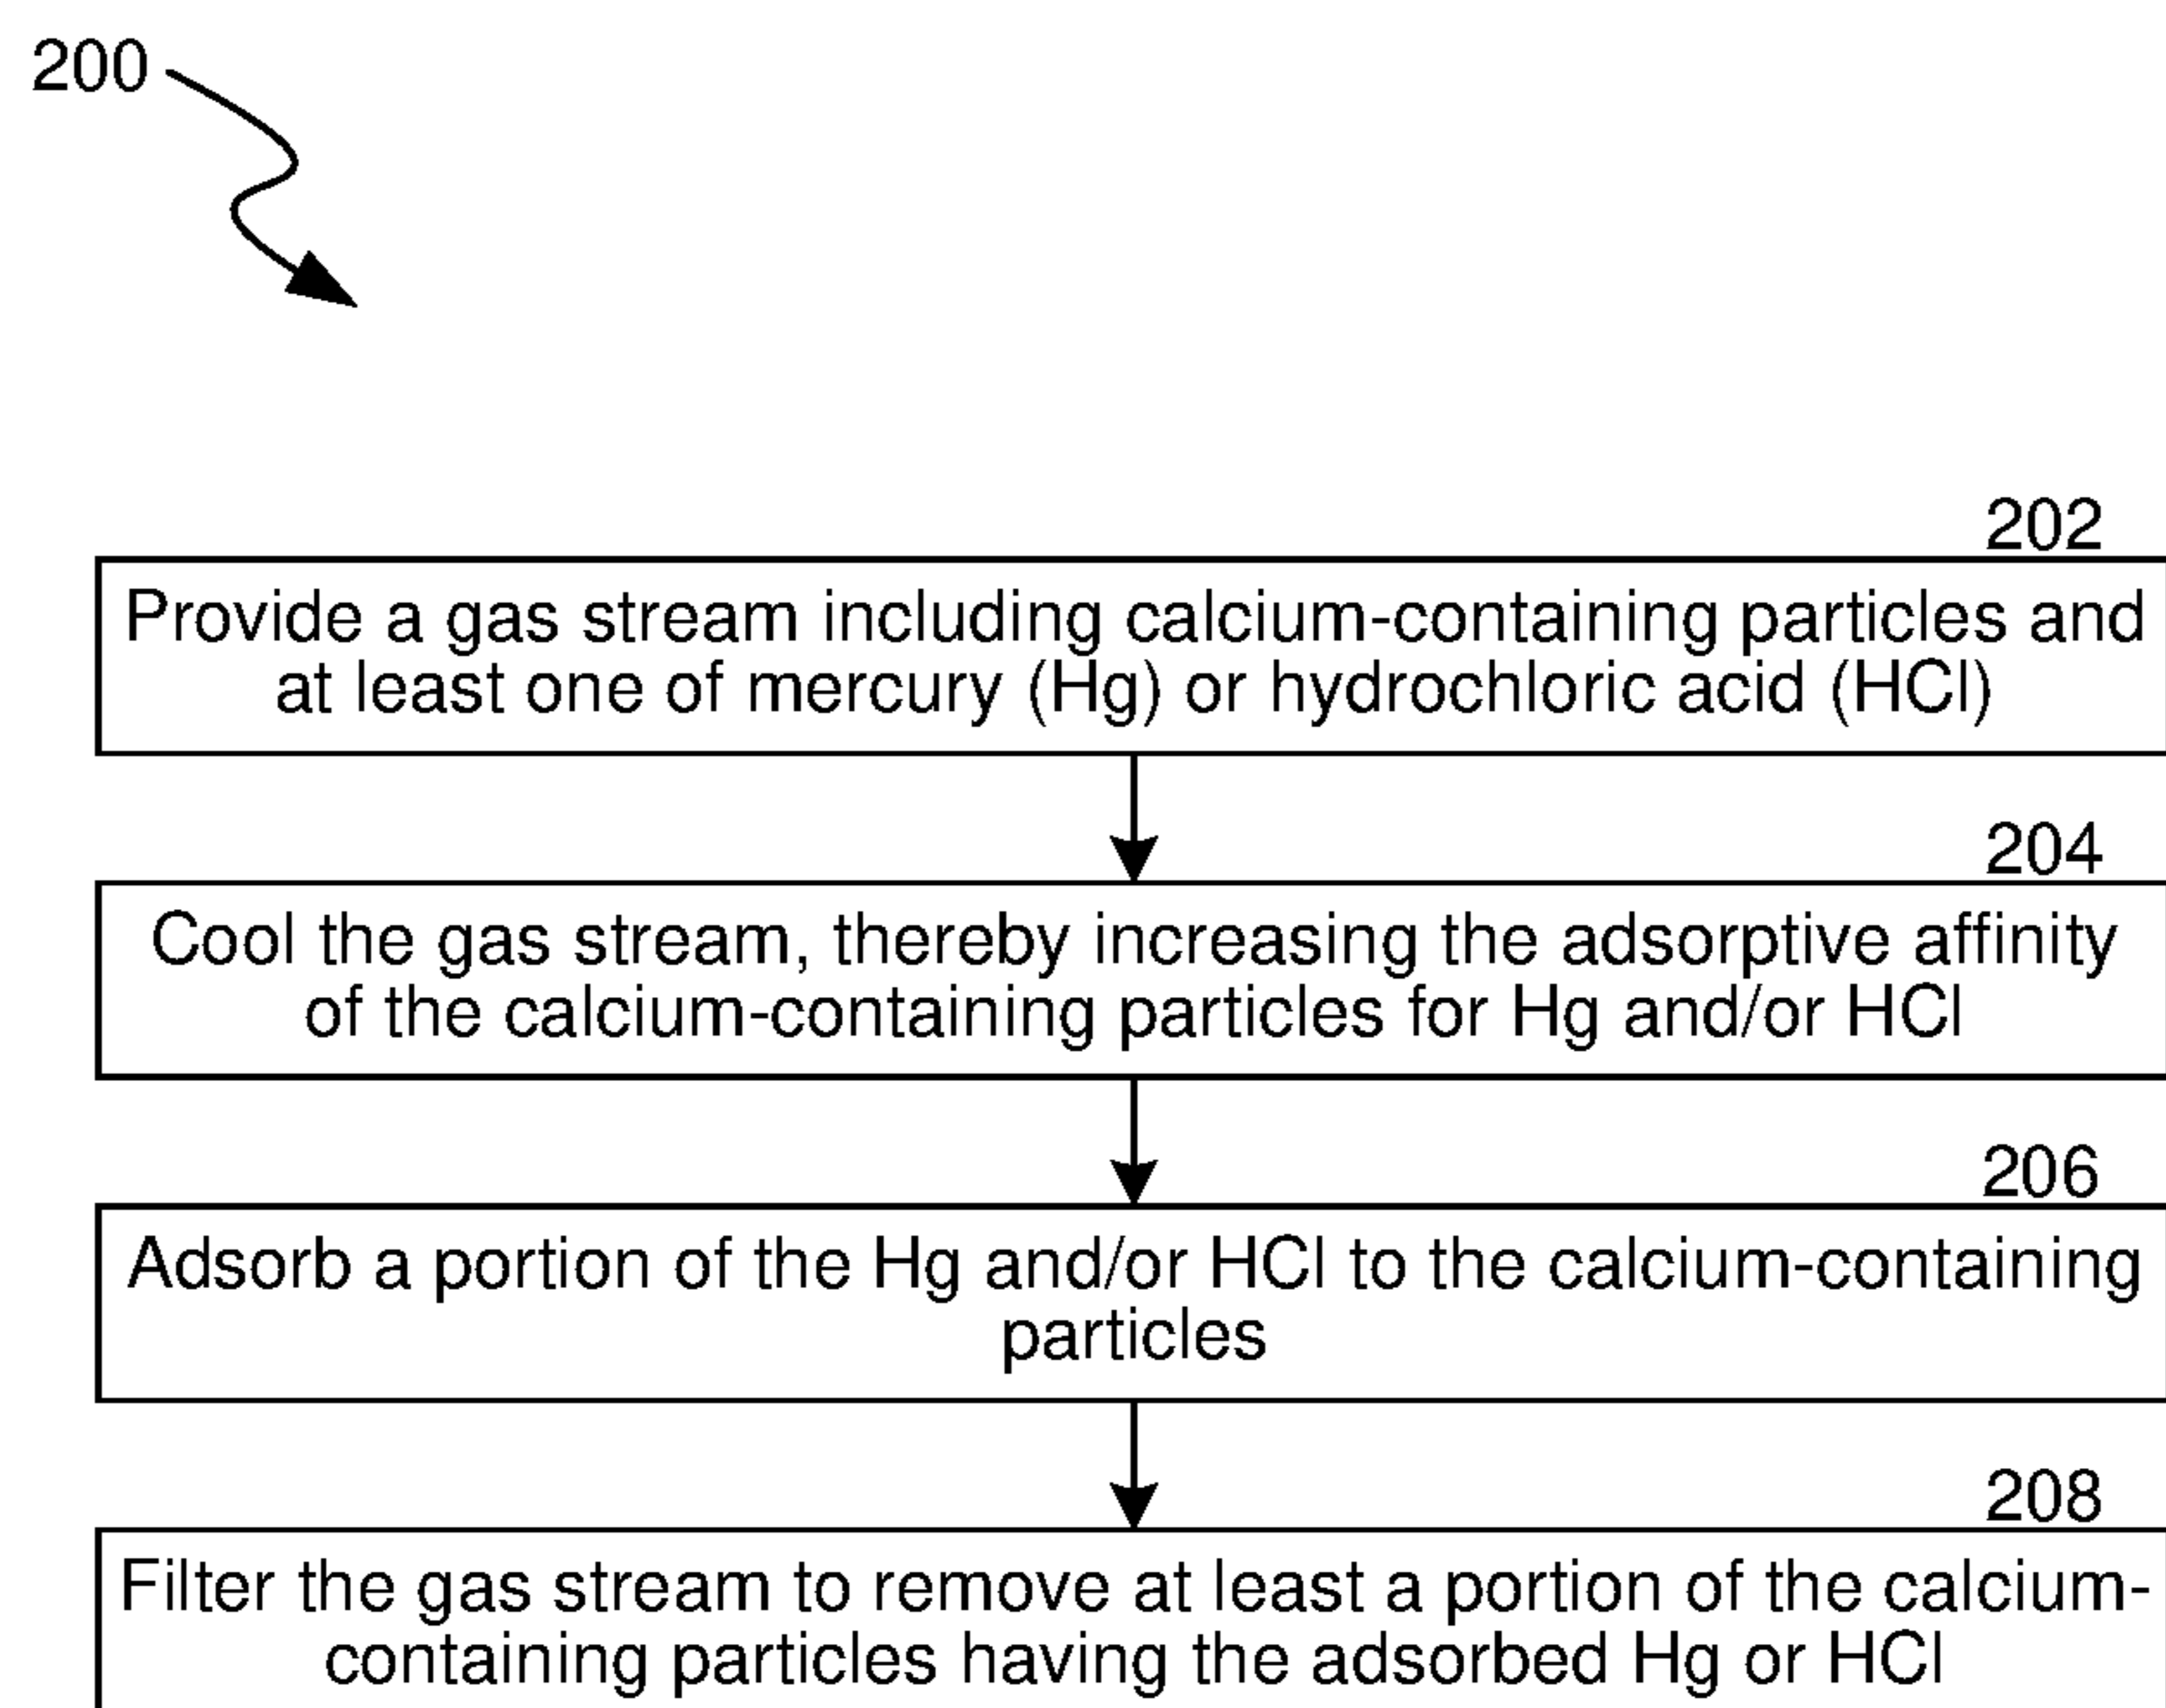 200
202
Provide a gas stream including calcium-containing particles and
at least one of mercury (Hg) or hydrochloric acid (HCl)
204
Cool the gas stream, thereby increasing the adsorptive affinity
of the calcium-containing particles for Hg and/or HCl
206
Adsorb a portion of the Hg and/or HCl to the calcium-containing
particles
208
Filter the gas stream to remove at least a portion of the calcium-
containing particles having the adsorbed Hg or HCl